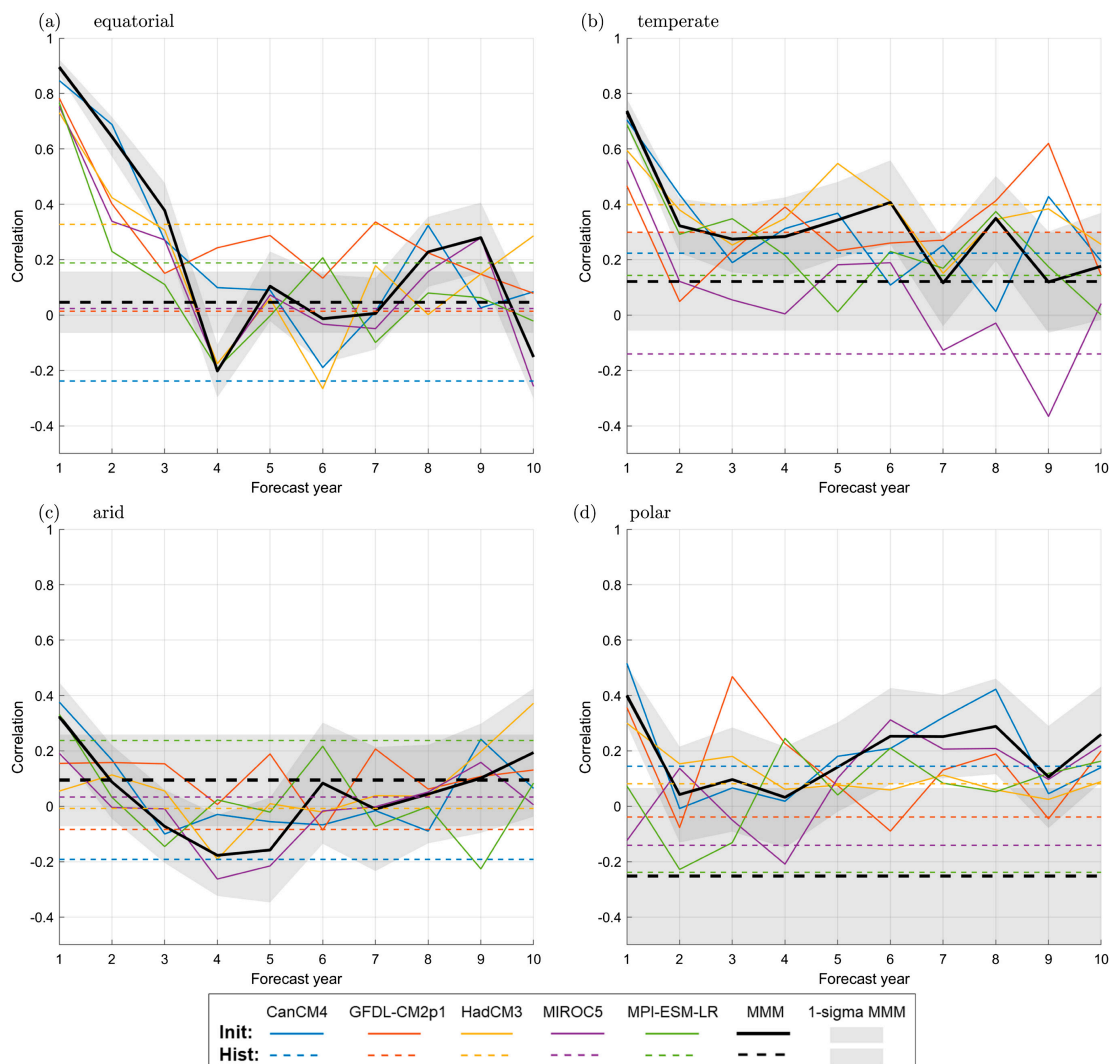 (a) equatorial
1
0.8
0.6
0.4
0.2
0
-0.2
-0.4
Correlation
1 2 3 4 5 6 7 8 9 10
Forecast year
(b) temperate
1
0.8
0.6
0.4
0.2
0
-0.2
-0.4
Correlation
1 2 3 4 5 6 7 8 9 10
Forecast year
(c) arid
1
0.8
0.6
0.4
0.2
0
-0.2
-0.4
Correlation
1 2 3 4 5 6 7 8 9 10
Forecast year
(d) polar
1
0.8
0.6
0.4
0.2
0
-0.2
-0.4
Correlation
1 2 3 4 5 6 7 8 9 10
Forecast year
CanCM4 GFDL-CM2p1 HadCM3 MIROC5 MPI-ESM-LR MMM 1-sigma MMM
Init:
Hist: